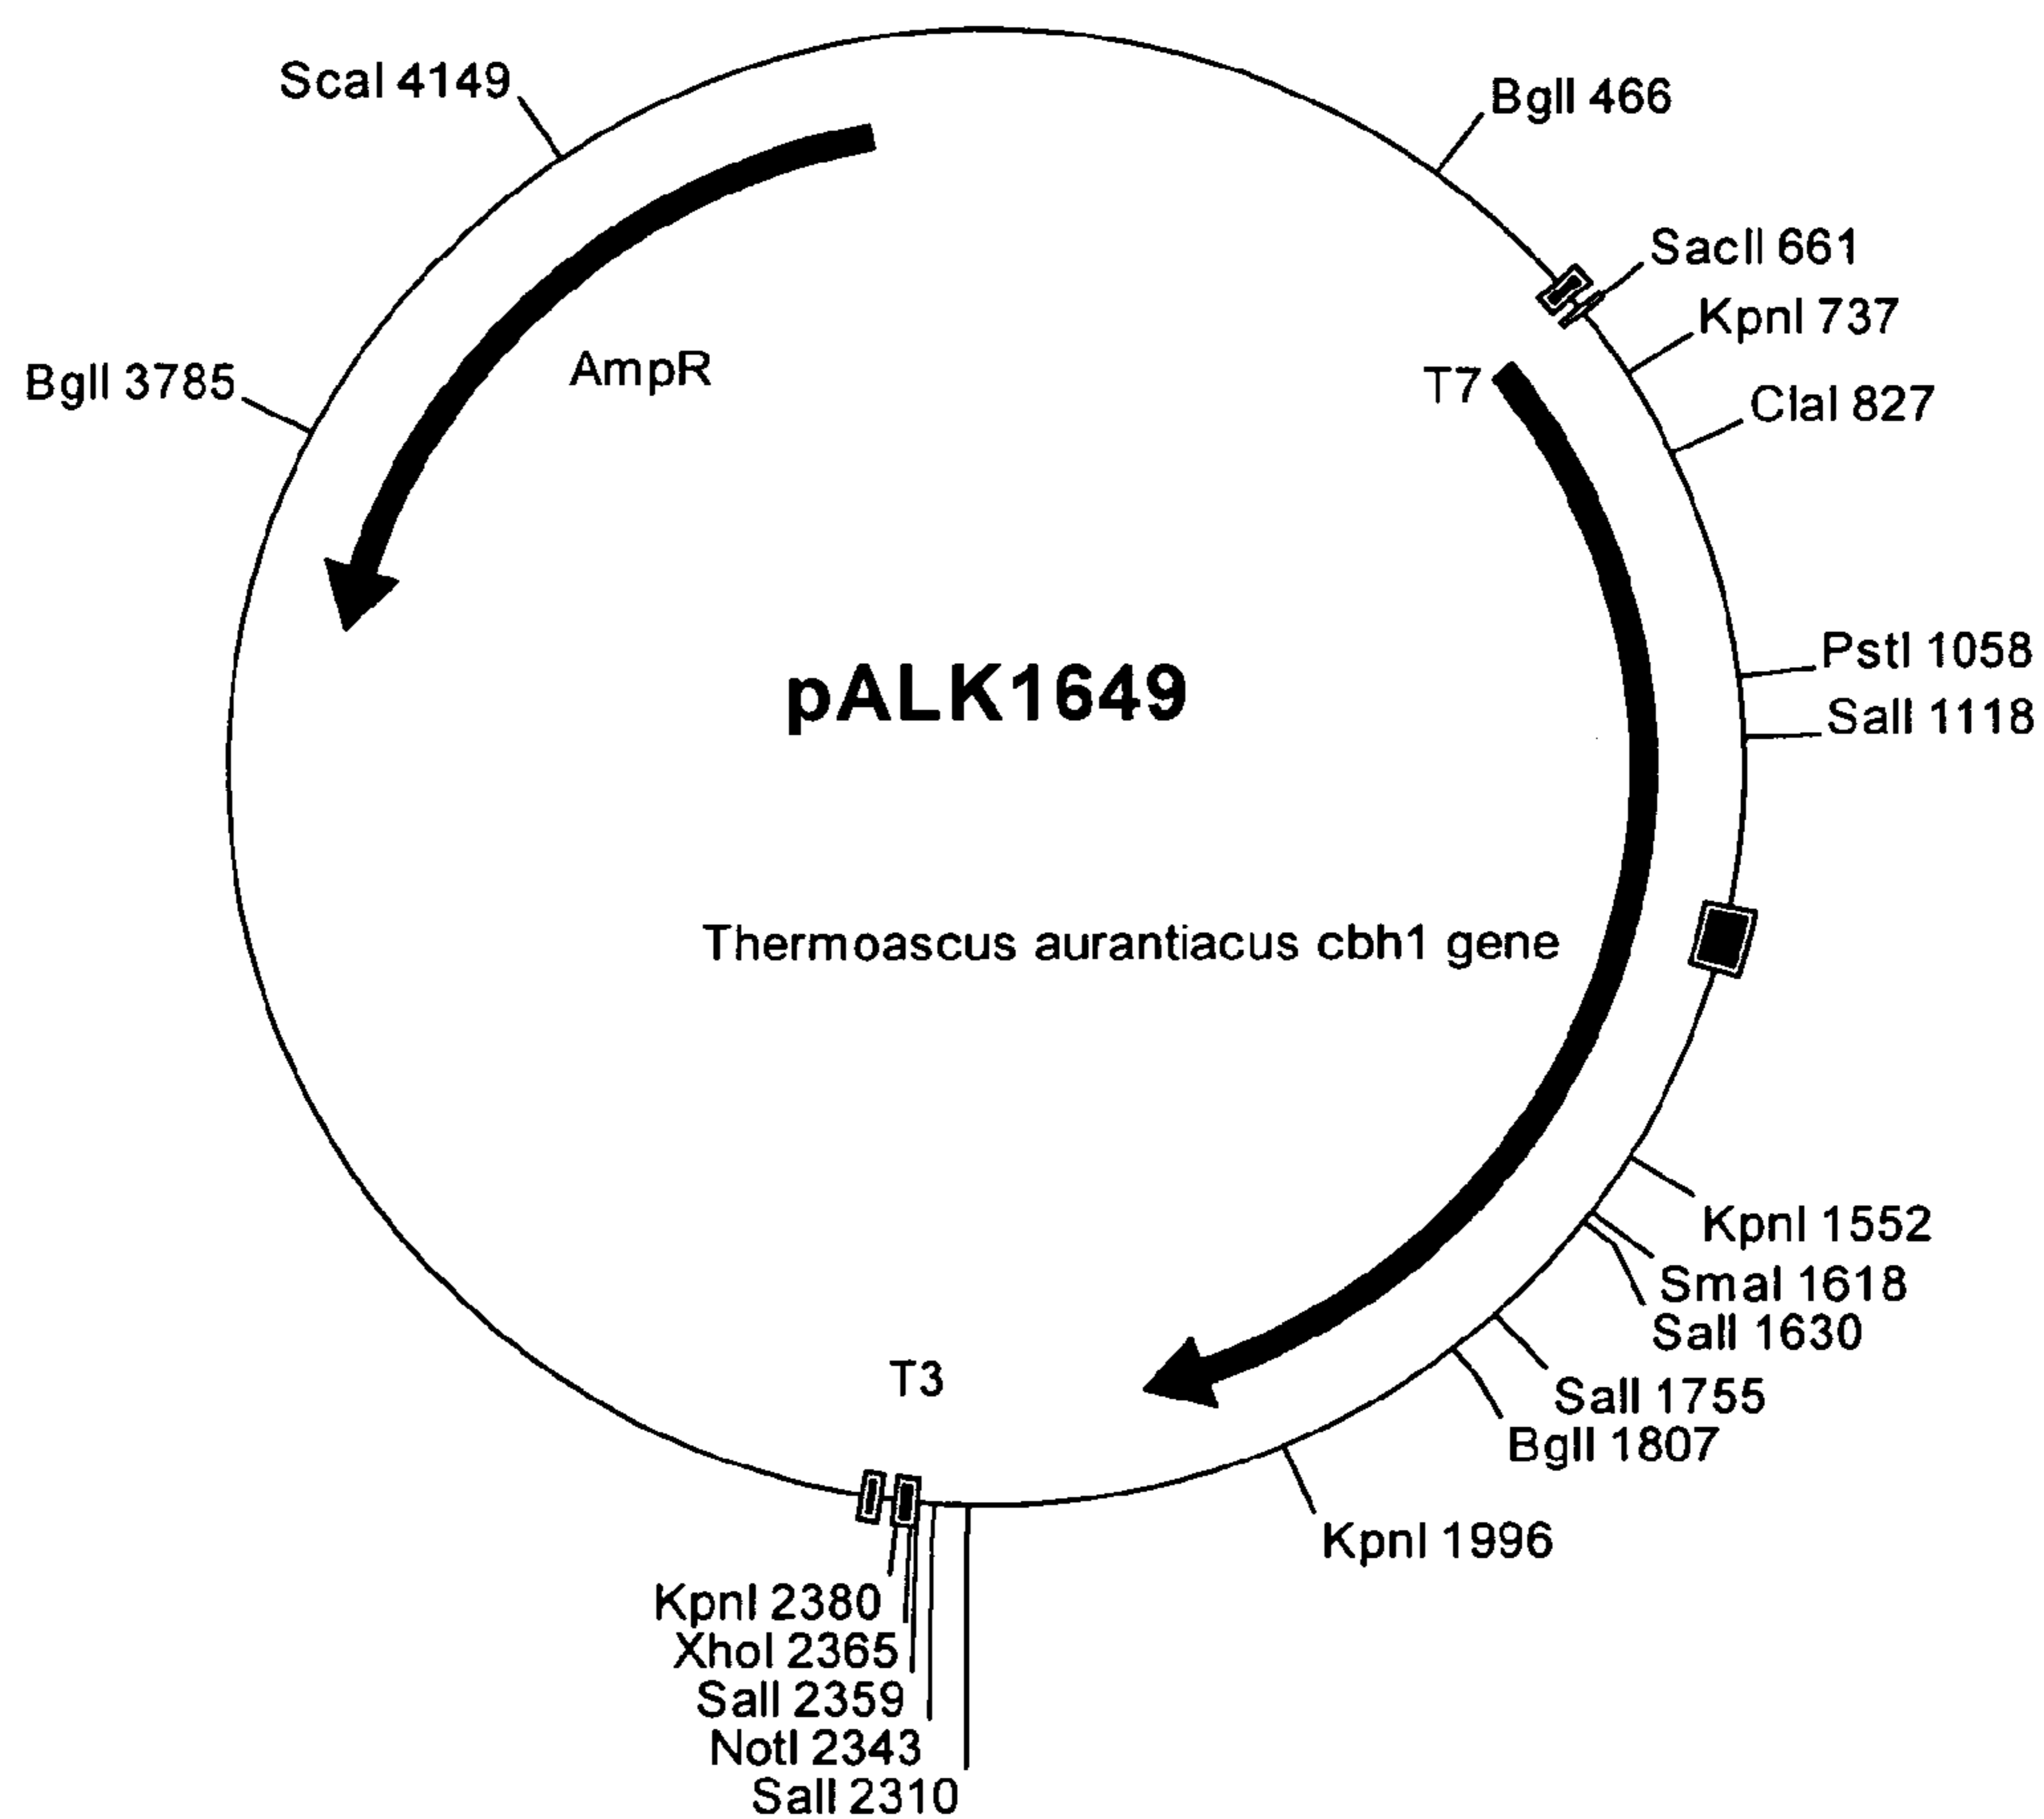 ScaI 4149
BglI 466
SacII 661
KpnI 737
BglI 3785
AmpR
T7
ClaI 827
PstI 1058
pALK1649
SalI 1118
Thermoascus aurantiacus cbh1 gene
KpnI 1552
SmaI 1618
SalI 1630
T3
SalI 1755
BglI 1807
KpnI 1996
KpnI 2380
XhoI 2365
SalI 2359
NotI 2343
SalI 2310